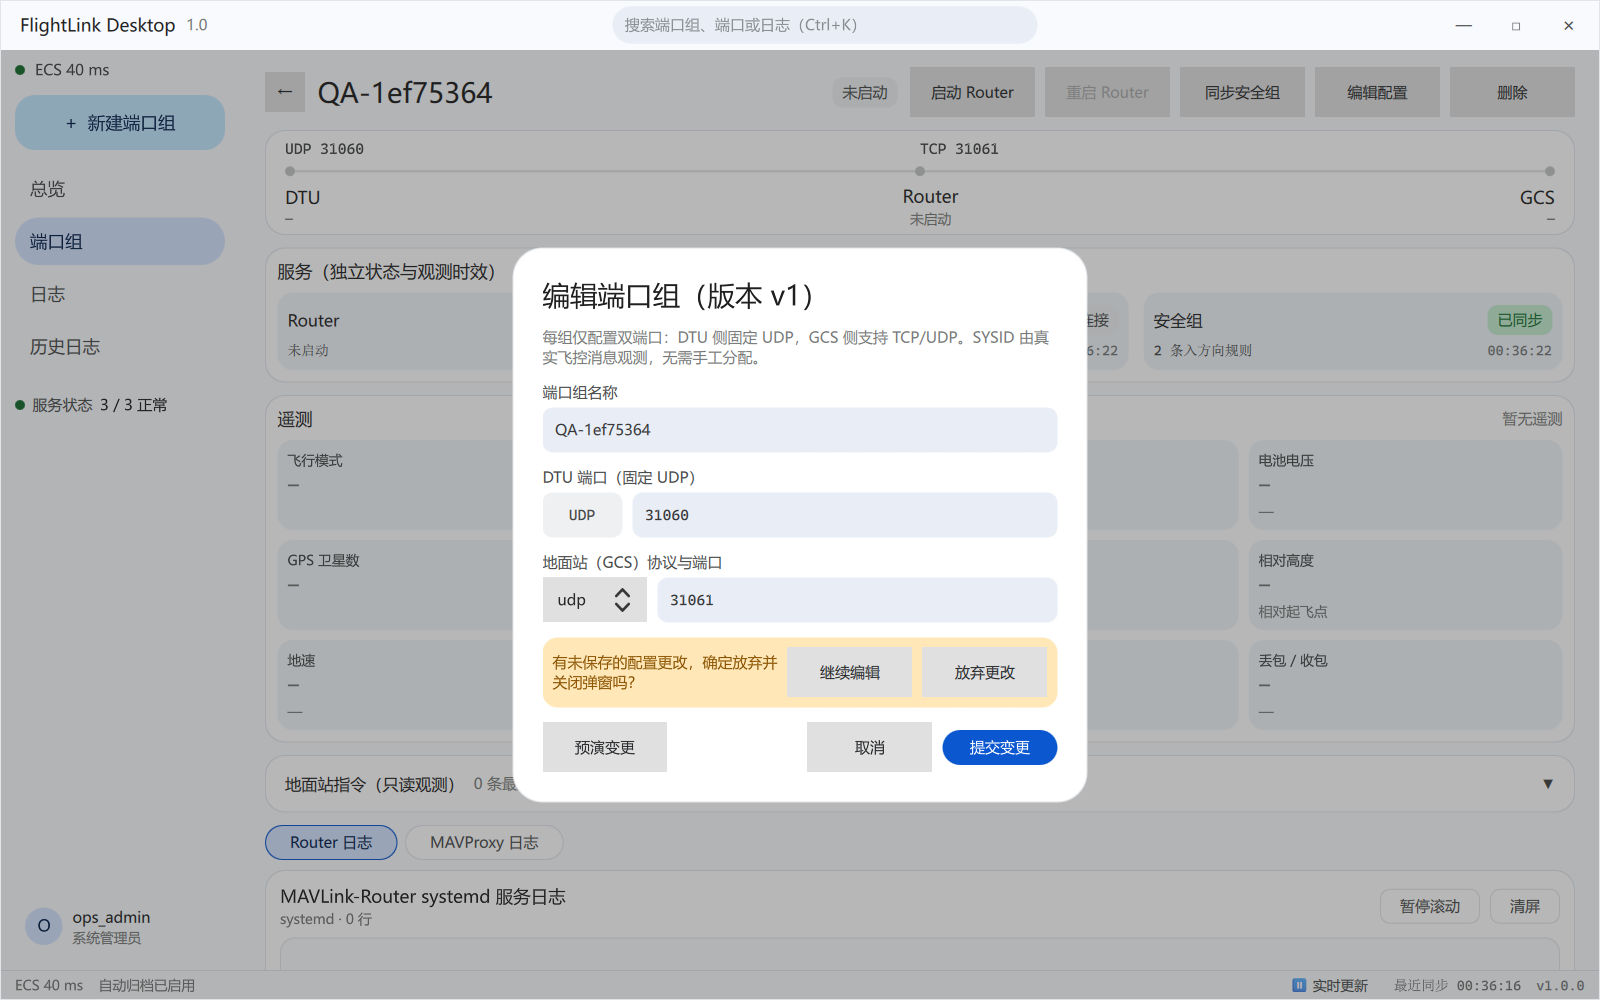 FlightLink Desktop 1.0
搜索端口组、端口或日志（Ctrl+K）
ECS 40 ms
+ 新建端口组
总览
端口组
日志
历史日志
服务状态 3 / 3 正常
ops_admin
系统管理员
O
← QA-1ef75364
未启动
启动 Router
重启 Router
同步安全组
编辑配置
删除
UDP 31060
TCP 31061
DTU
Router
GCS
–
未启动
–
服务（独立状态与观测时效）
Router
未启动
安全组
已同步
2 条入方向规则
00:36:22
遥测
暂无遥测
飞行模式
—
电池电压
—
—
GPS 卫星数
—
相对高度
—
相对起飞点
地速
—
—
丢包 / 收包
—
—
编辑端口组（版本 v1）
每组仅配置双端口：DTU 侧固定 UDP，GCS 侧支持 TCP/UDP。SYSID 由真
实飞控消息观测，无需手工分配。
端口组名称
QA-1ef75364
DTU 端口（固定 UDP）
UDP
31060
地面站（GCS）协议与端口
udp
31061
有未保存的配置更改，确定放弃并
关闭弹窗吗？
继续编辑
放弃更改
预演变更
取消
提交变更
地面站指令（只读观测） 0 条最
▼
Router 日志
MAVProxy 日志
MAVLink-Router systemd 服务日志
systemd · 0 行
暂停滚动
清屏
ECS 40 ms 自动归档已启用
实时更新 最近同步 00:36:16 v1.0.0